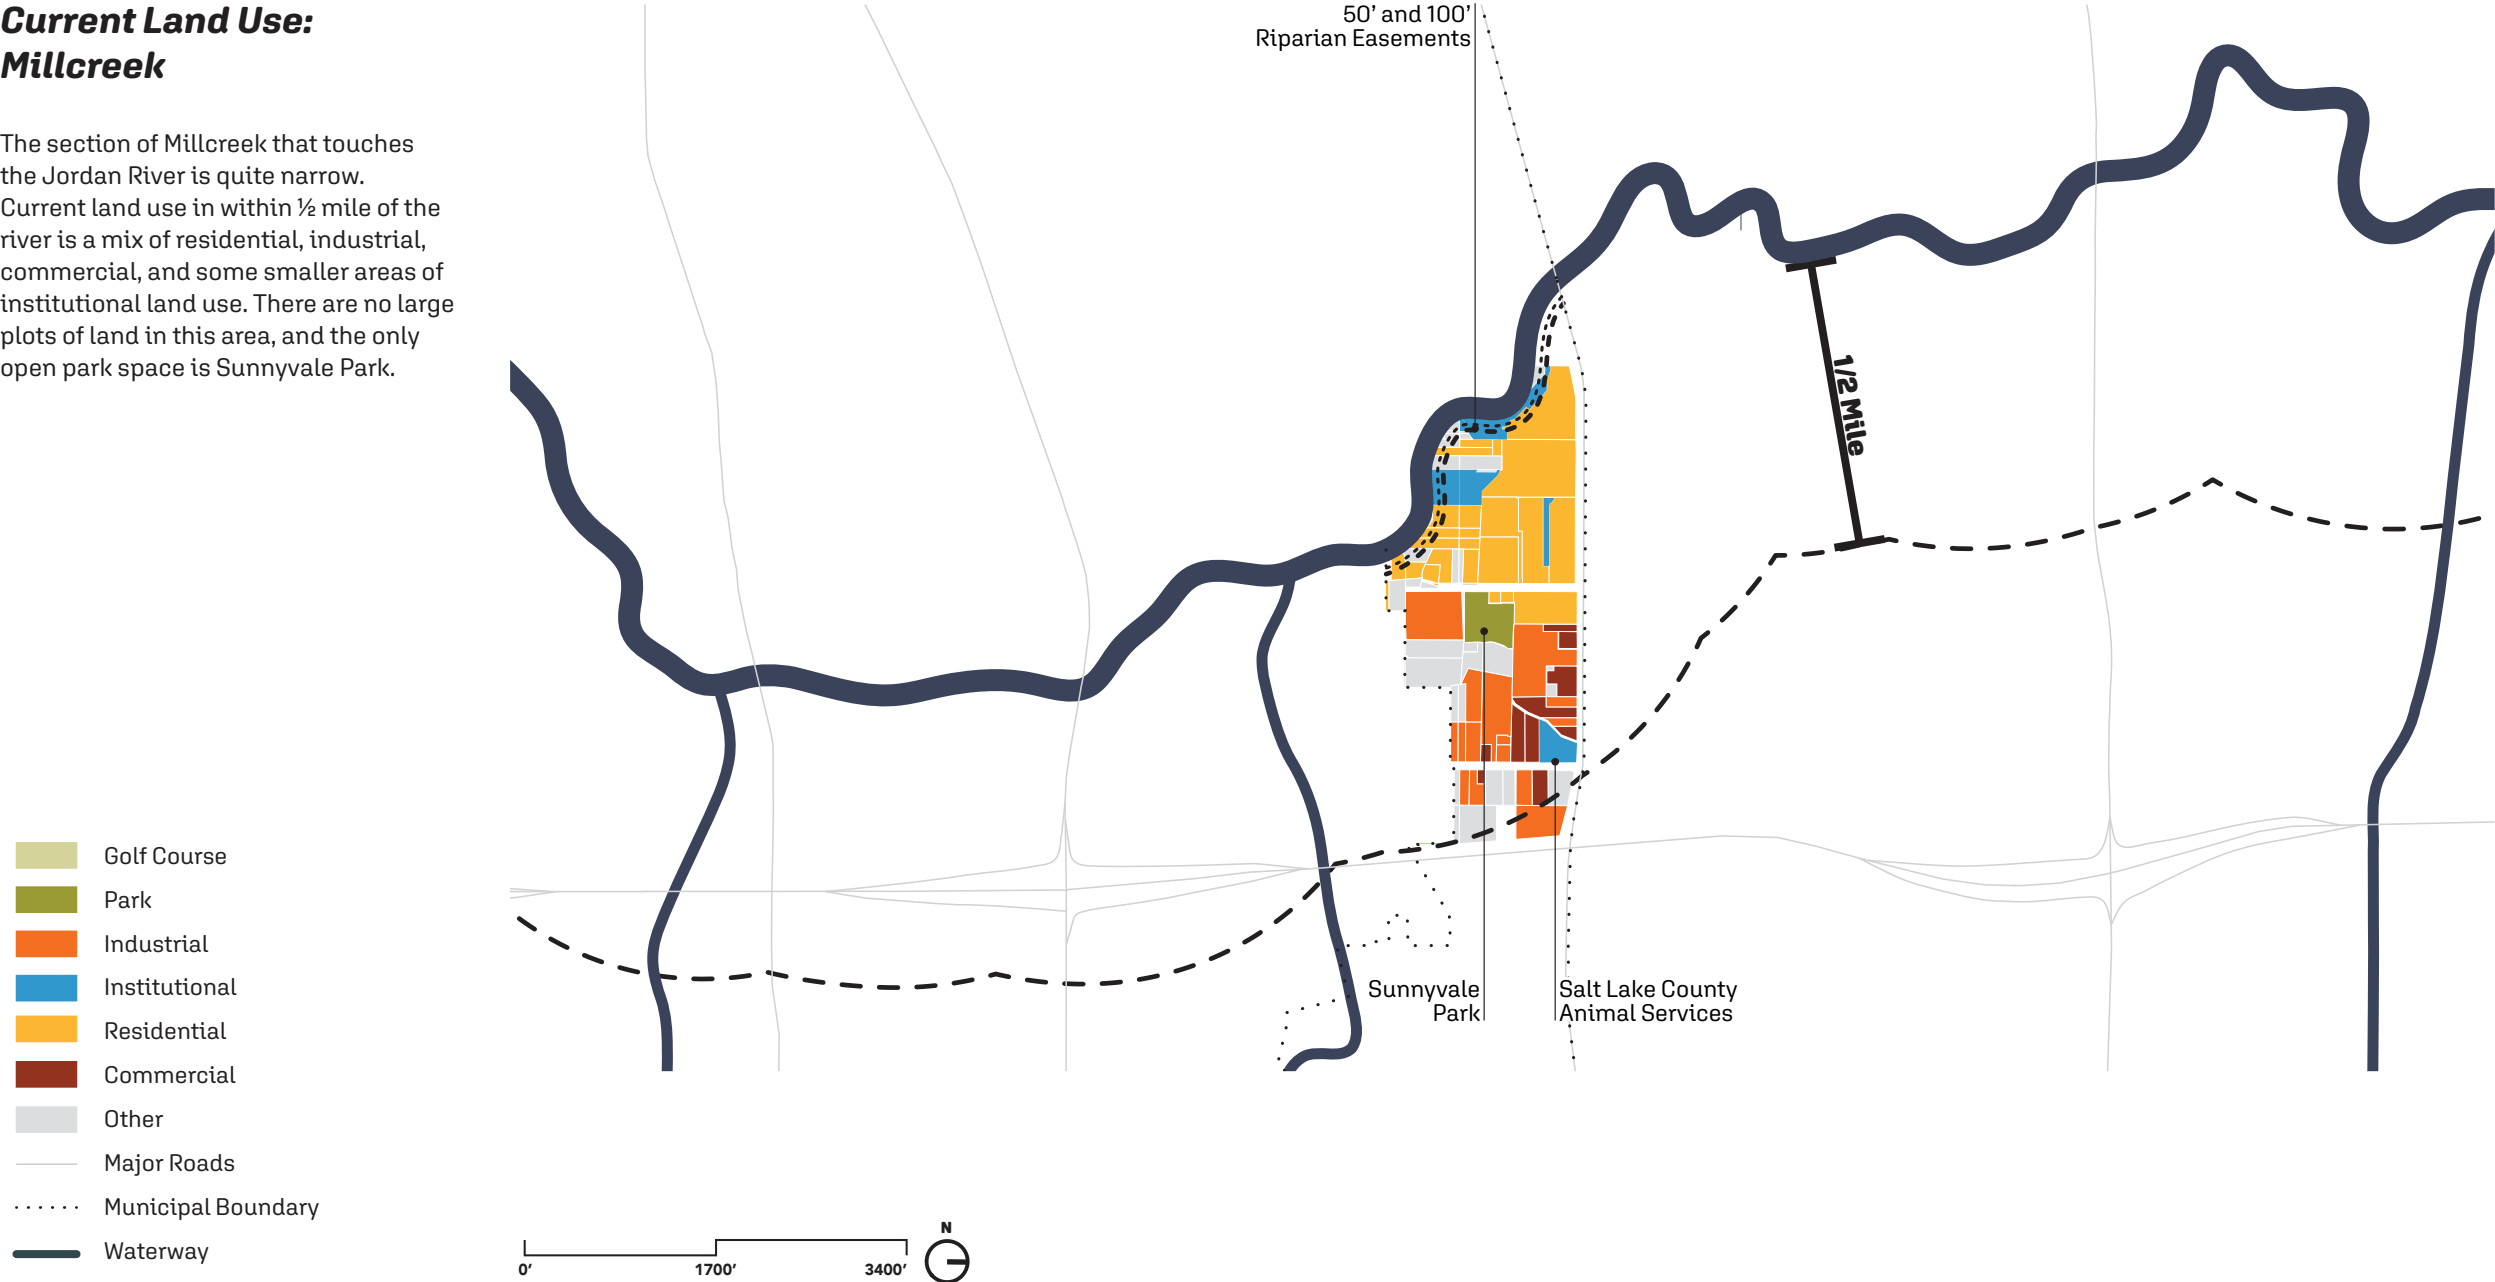 Current Land Use:
Millcreek
The section of Millcreek that touches
the Jordan River is quite narrow.
Current land use in within ½ mile of the
river is a mix of residential, industrial,
commercial, and some smaller areas of
institutional land use. There are no large
plots of land in this area, and the only
open park space is Sunnyvale Park.
50’ and 100’
Riparian Easements
1/2 Mile
Sunnyvale
Park
Salt Lake County
Animal Services
Golf Course
Park
Industrial
Institutional
Residential
Commercial
Other
Major Roads
Municipal Boundary
Waterway
0’
1700’
3400’
N